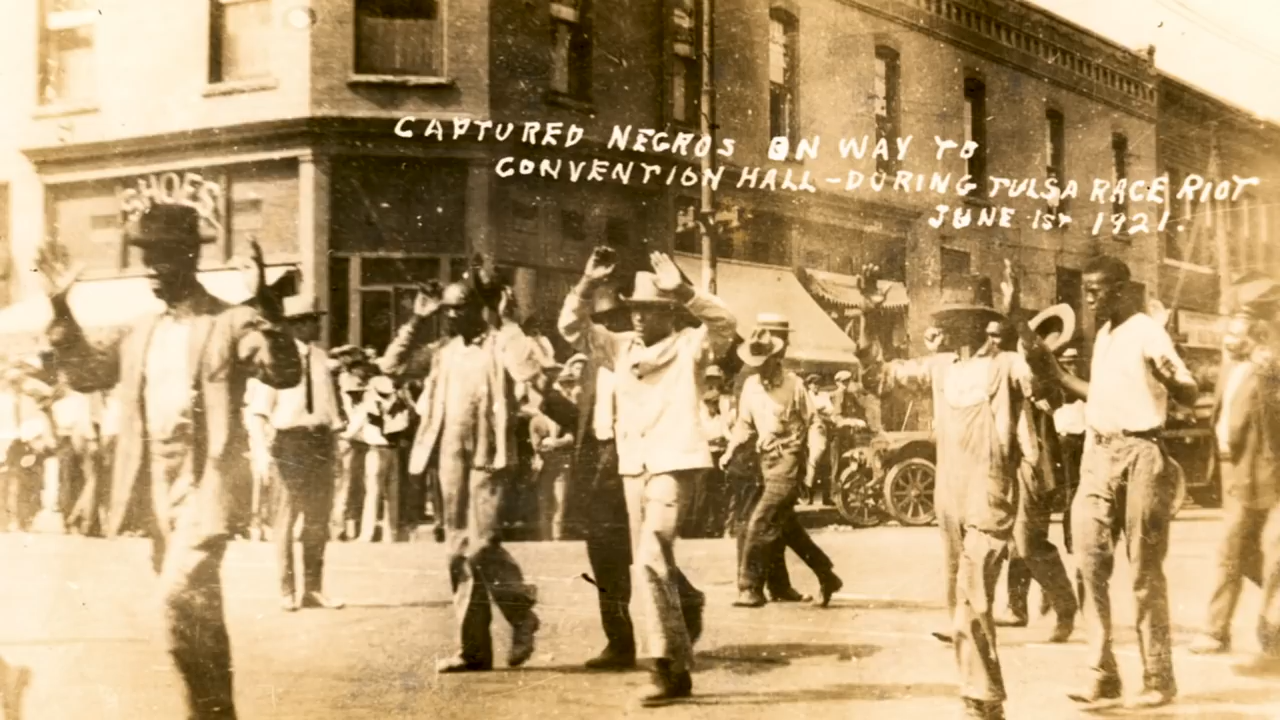 SHOES
CAPTURED NEGROS ON WAY TO
CONVENTION HALL - DURING TULSA RACE RIOT
JUNE 1ST 1921.